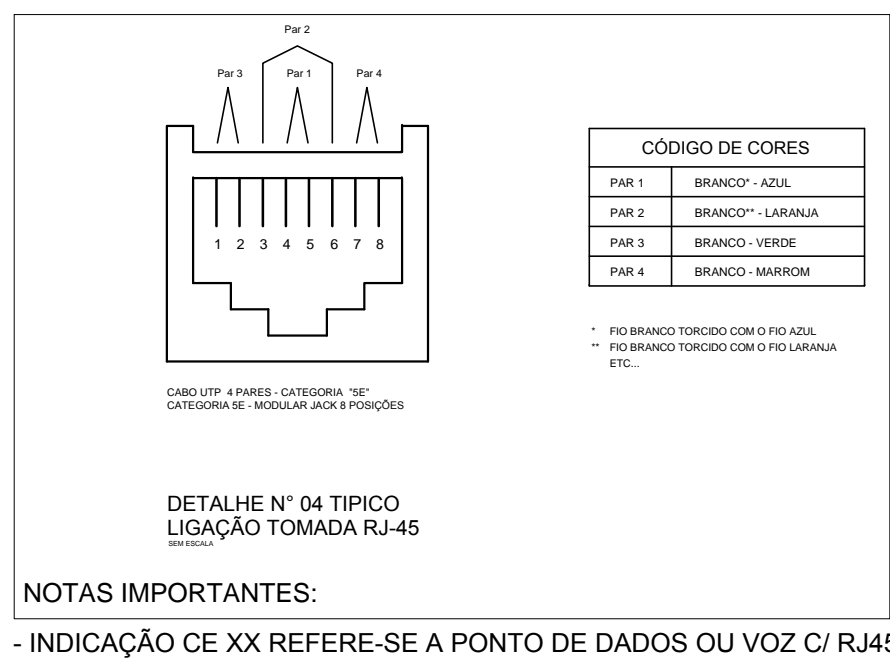 Par 2
Par 3 Par 1 Par 4
1 2 3 4 5 6 7 8
CABO UTP 4 PARES - CATEGORIA "5E"
CATEGORIA 5E - MODULAR JACK 8 POSIÇÕES
DETALHE N° 04 TIPICO
LIGAÇÃO TOMADA RJ-45
SEM ESCALA
CÓDIGO DE CORES
PAR 1 BRANCO* - AZUL
PAR 2 BRANCO** - LARANJA
PAR 3 BRANCO - VERDE
PAR 4 BRANCO - MARROM
* FIO BRANCO TORCIDO COM O FIO AZUL
** FIO BRANCO TORCIDO COM O FIO LARANJA
ETC...
NOTAS IMPORTANTES:
- INDICAÇÃO CE XX REFERE-SE A PONTO DE DADOS OU VOZ C/ RJ45